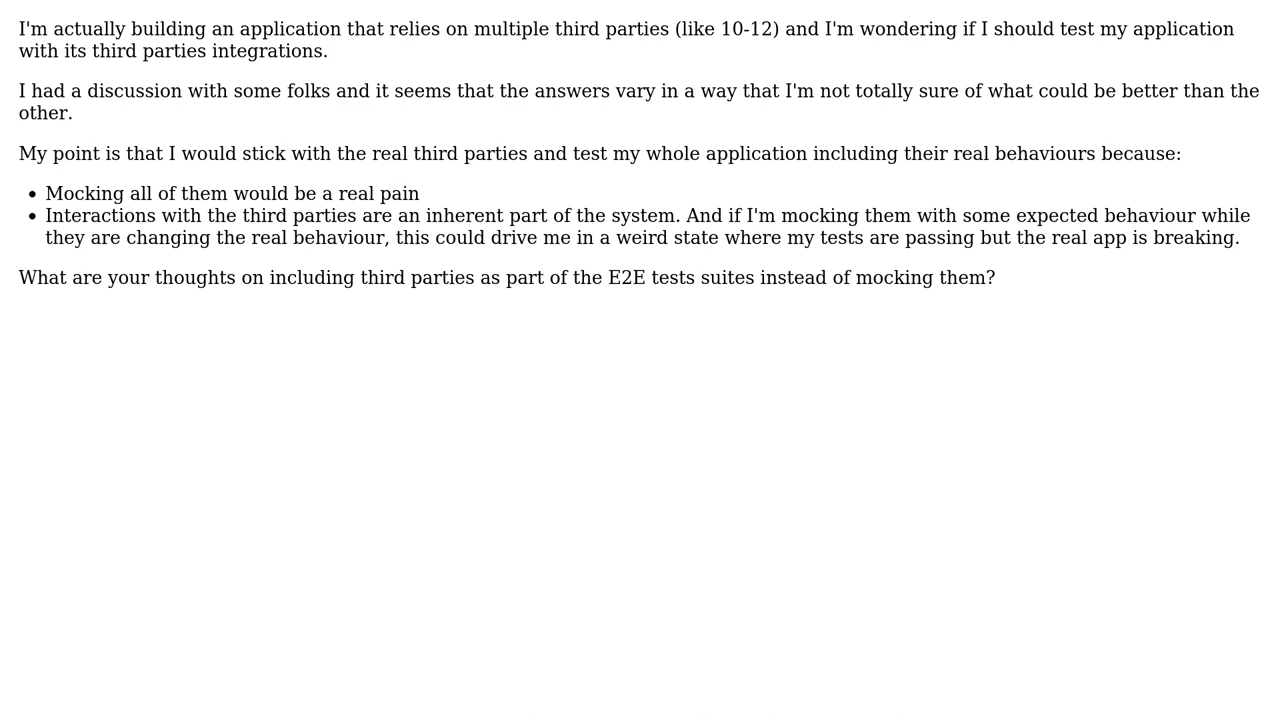 I'm actually building an application that relies on multiple third parties (like 10-12) and I'm wondering if I should test my application
with its third parties integrations.
I had a discussion with some folks and it seems that the answers vary in a way that I'm not totally sure of what could be better than the
other.
My point is that I would stick with the real third parties and test my whole application including their real behaviours because:
• Mocking all of them would be a real pain
• Interactions with the third parties are an inherent part of the system. And if I'm mocking them with some expected behaviour while
they are changing the real behaviour, this could drive me in a weird state where my tests are passing but the real app is breaking.
What are your thoughts on including third parties as part of the E2E tests suites instead of mocking them?